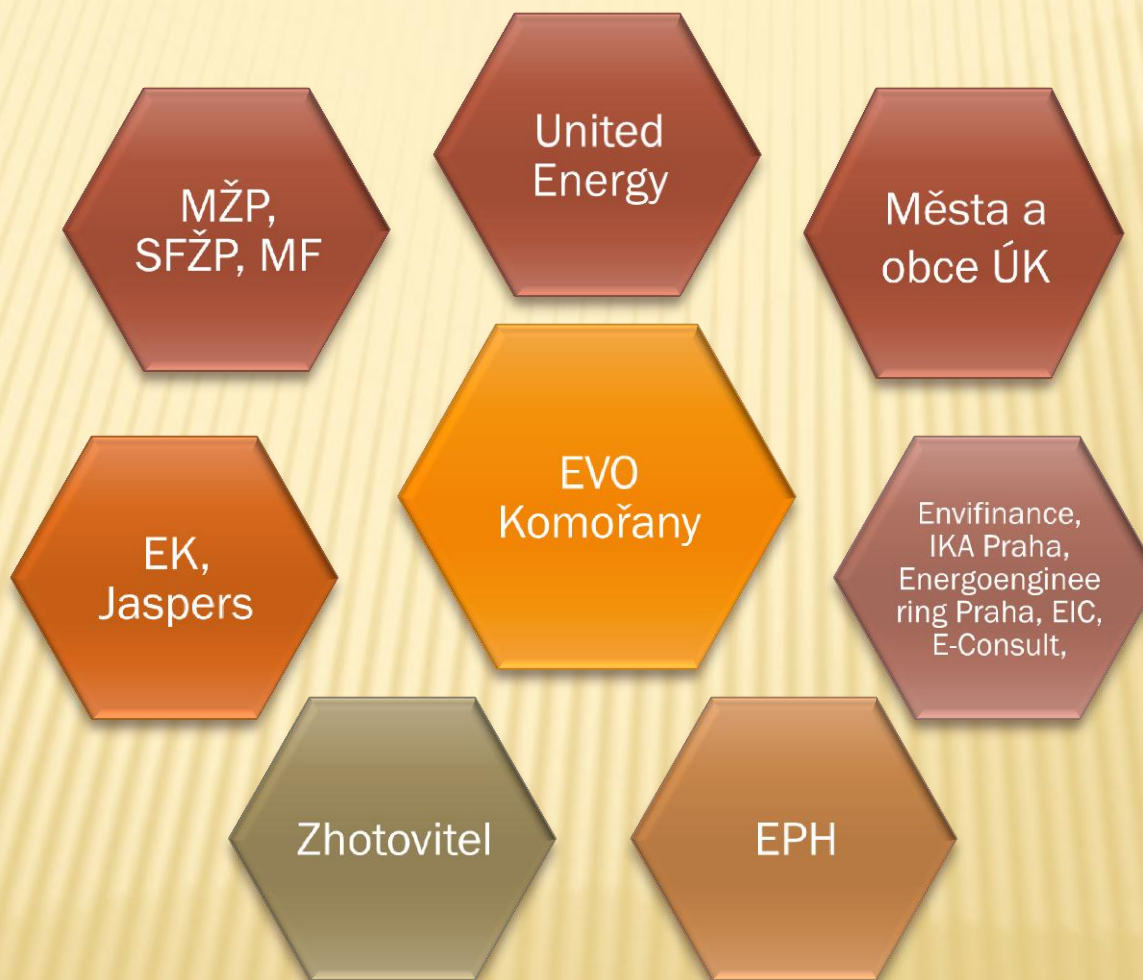 United
Energy
MŽP,
SFŽP, MF
Města a
obce ÚK
EVO
Komořany
EK,
Jaspers
Envifinance,
IKA Praha,
Energoenginee
ring Praha, EIC,
E-Consult,
Zhotovitel
EPH